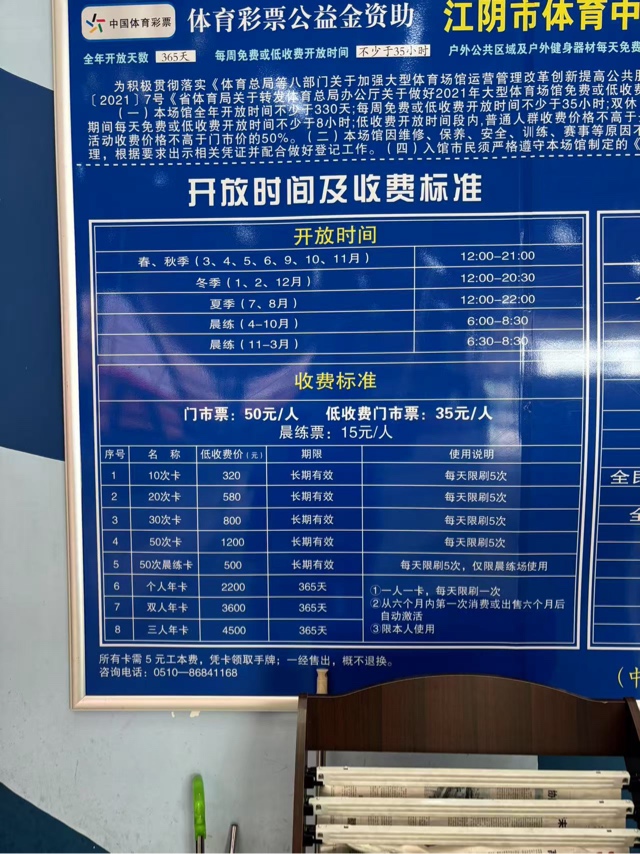 中国体育彩票
体育彩票公益金资助
江阴市体育中
全年开放天数 365天 每周免费或低收费开放时间 不少于35小时 户外公共区域及户外健身器材每天免费
为积极贯彻落实《体育总局等八部门关于加强大型体育场馆运营管理改革创新提高公共服
〔2021〕7号《省体育局关于转发体育总局办公厅关于做好2021年大型体育场馆免费或低收费
（一）本场馆全年开放时间不少于330天；每周免费或低收费开放时间不少于35小时；双休
期间每天免费或低收费开放时间不少于8小时；低收费开放时间段内，普通人群收费价格不高于
活动收费价格不高于门市价的50%。（二）本场馆因维修、保养、安全、训练、赛事等原因不
理，根据要求出示相关凭证并配合做好登记工作。（四）入馆市民须严格遵守本场馆制定的《
开放时间及收费标准
开放时间
春、秋季（3、4、5、6、9、10、11月） 12:00-21:00
冬季（1、2、12月） 12:00-20:30
夏季（7、8月） 12:00-22:00
晨练（4-10月） 6:00-8:30
晨练（11-3月） 6:30-8:30
收费标准
门市票：50元/人 低收费门市票：35元/人
晨练票：15元/人
序号 名 称 低收费价（元） 期限 使用说明
1 10次卡 320 长期有效 每天限刷5次
2 20次卡 580 长期有效 每天限刷5次
3 30次卡 800 长期有效 每天限刷5次
4 50次卡 1200 长期有效 每天限刷5次
5 50次晨练卡 500 长期有效 每天限刷5次，仅限晨练场使用
6 个人年卡 2200 365天 ①一人一卡，每天限刷一次
7 双人年卡 3600 365天 ②从六个月内第一次消费或出售六个月后
自动激活
8 三人年卡 4500 365天 ③限本人使用
所有卡需5元工本费，凭卡领取手牌；一经售出，概不退换。
咨询电话：0510—86841168
全民
全
（中